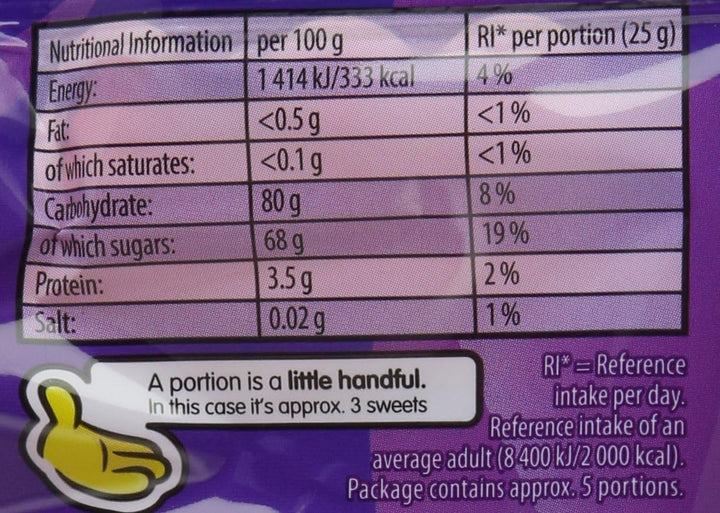 Nutritional Information per 100 g RI* per portion (25 g)
Energy: 1 414 kJ/333 kcal 4 %
Fat: <0.5 g <1 %
of which saturates: <0.1 g <1 %
Carbohydrate: 80 g 8 %
of which sugars: 68 g 19 %
Protein: 3.5 g 2 %
Salt: 0.02 g 1 %
A portion is a little handful.
In this case it's approx. 3 sweets
RI* = Reference
intake per day.
Reference intake of an
average adult (8 400 kJ/2 000 kcal).
Package contains approx. 5 portions.